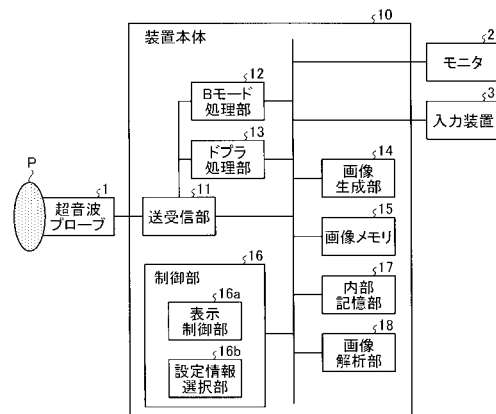 10
装置本体
2
モニタ
3
入力装置
12
Bモード
処理部
13
ドプラ
処理部
14
画像
生成部
P
1
超音波
プローブ
11
送受信部
15
画像メモリ
16
制御部
16a
表示
制御部
16b
設定情報
選択部
17
内部
記憶部
18
画像
解析部